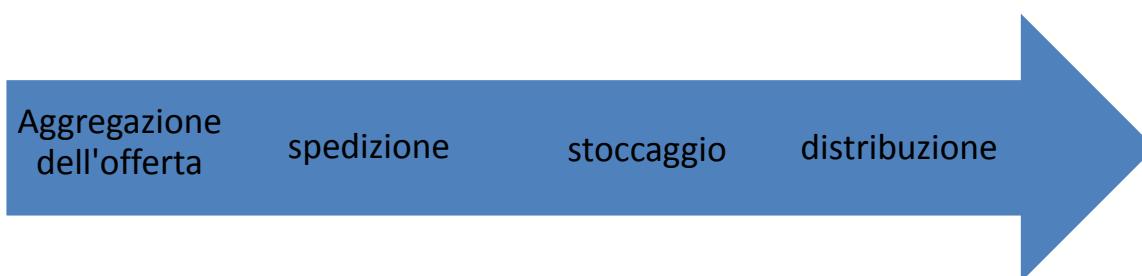 Aggregazione
dell'offerta
spedizione
stoccaggio
distribuzione